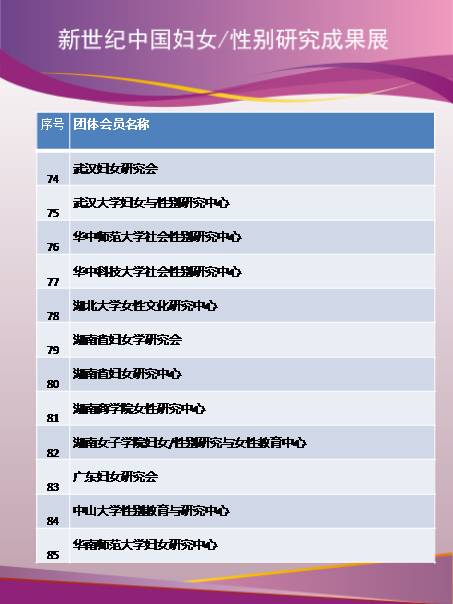 新世纪中国妇女/性别研究成果展
序号 团体会员名称
74 武汉妇女研究会
75 武汉大学妇女与性别研究中心
76 华中师范大学社会性别研究中心
77 华中科技大学社会性别研究中心
78 湖北大学女性文化研究中心
79 湖南省妇女学研究会
80 湖南省妇女研究中心
81 湖南商学院女性研究中心
82 湖南女子学院妇女/性别研究与女性教育中心
83 广东妇女研究会
84 中山大学性别教育与研究中心
85 华南师范大学妇女研究中心